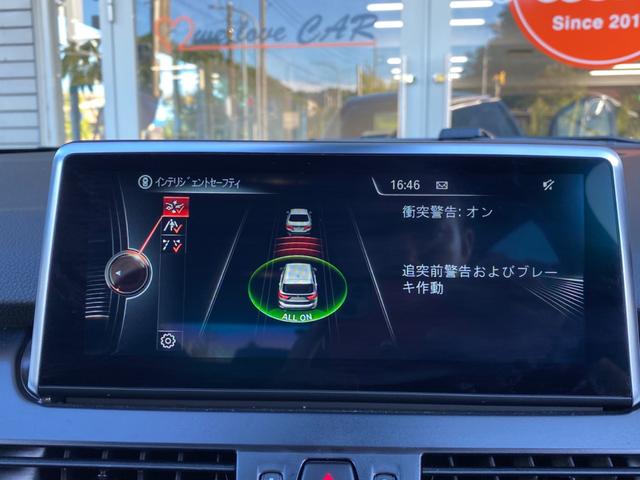 we love CAR
Since 201
インテリジェントセーフティ
16:46
衝突警告: オン
追突前警告およびブレー
キ作動
ALL ON